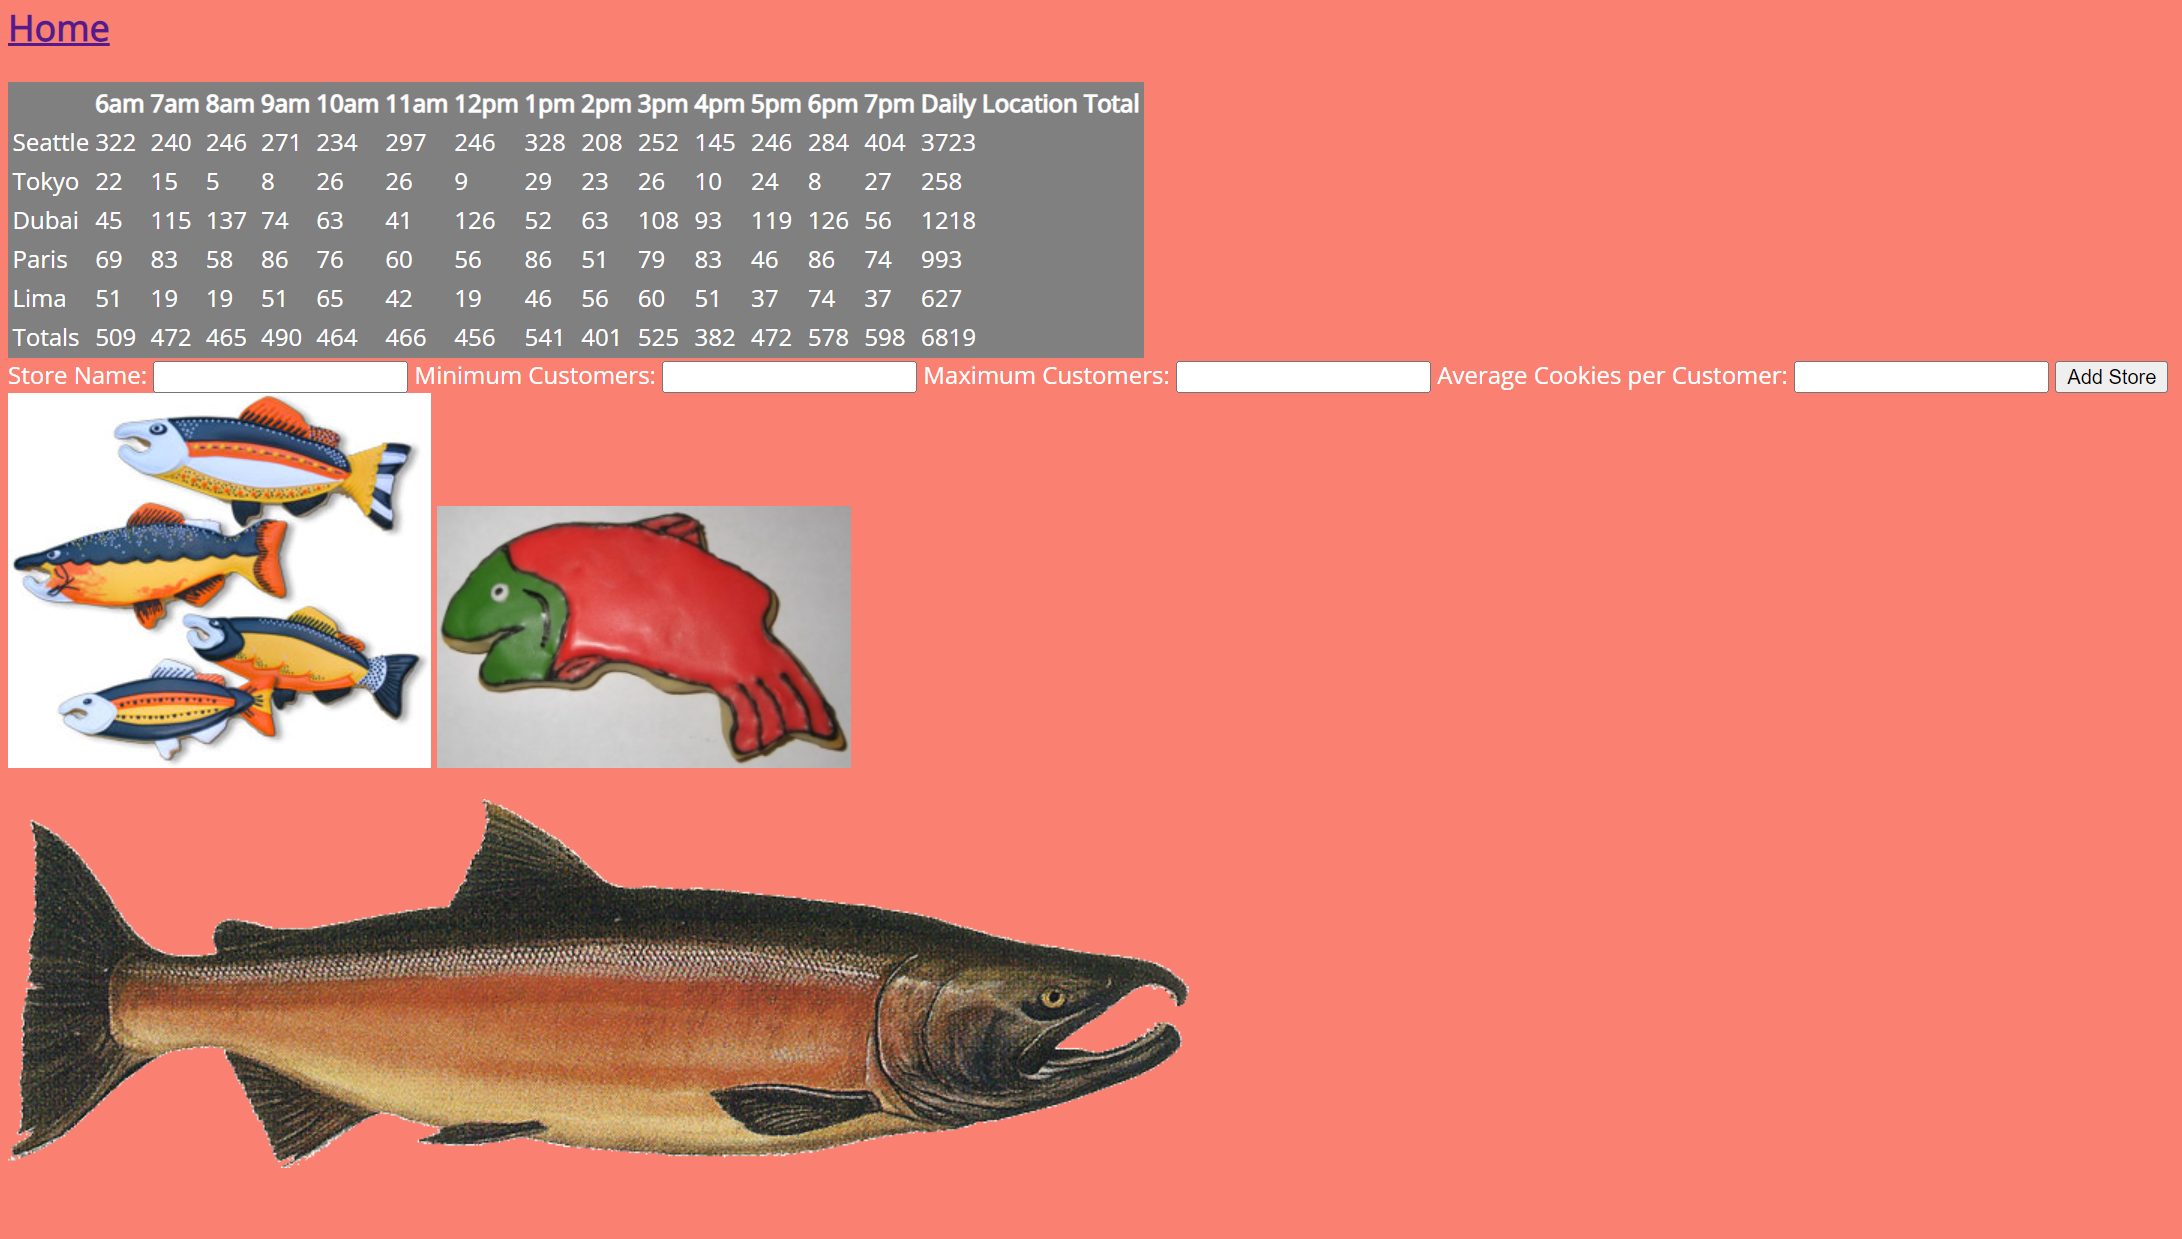 Home
6am 7am 8am 9am 10am 11am 12pm 1pm 2pm 3pm 4pm 5pm 6pm 7pm Daily Location Total
Seattle 322 240 246 271 234 297 246 328 208 252 145 246 284 404 3723
Tokyo 22 15 5 8 26 26 9 29 23 26 10 24 8 27 258
Dubai 45 115 137 74 63 41 126 52 63 108 93 119 126 56 1218
Paris 69 83 58 86 76 60 56 86 51 79 83 46 86 74 993
Lima 51 19 19 51 65 42 19 46 56 60 51 37 74 37 627
Totals 509 472 465 490 464 466 456 541 401 525 382 472 578 598 6819
Store Name: Minimum Customers: Maximum Customers: Average Cookies per Customer: Add Store